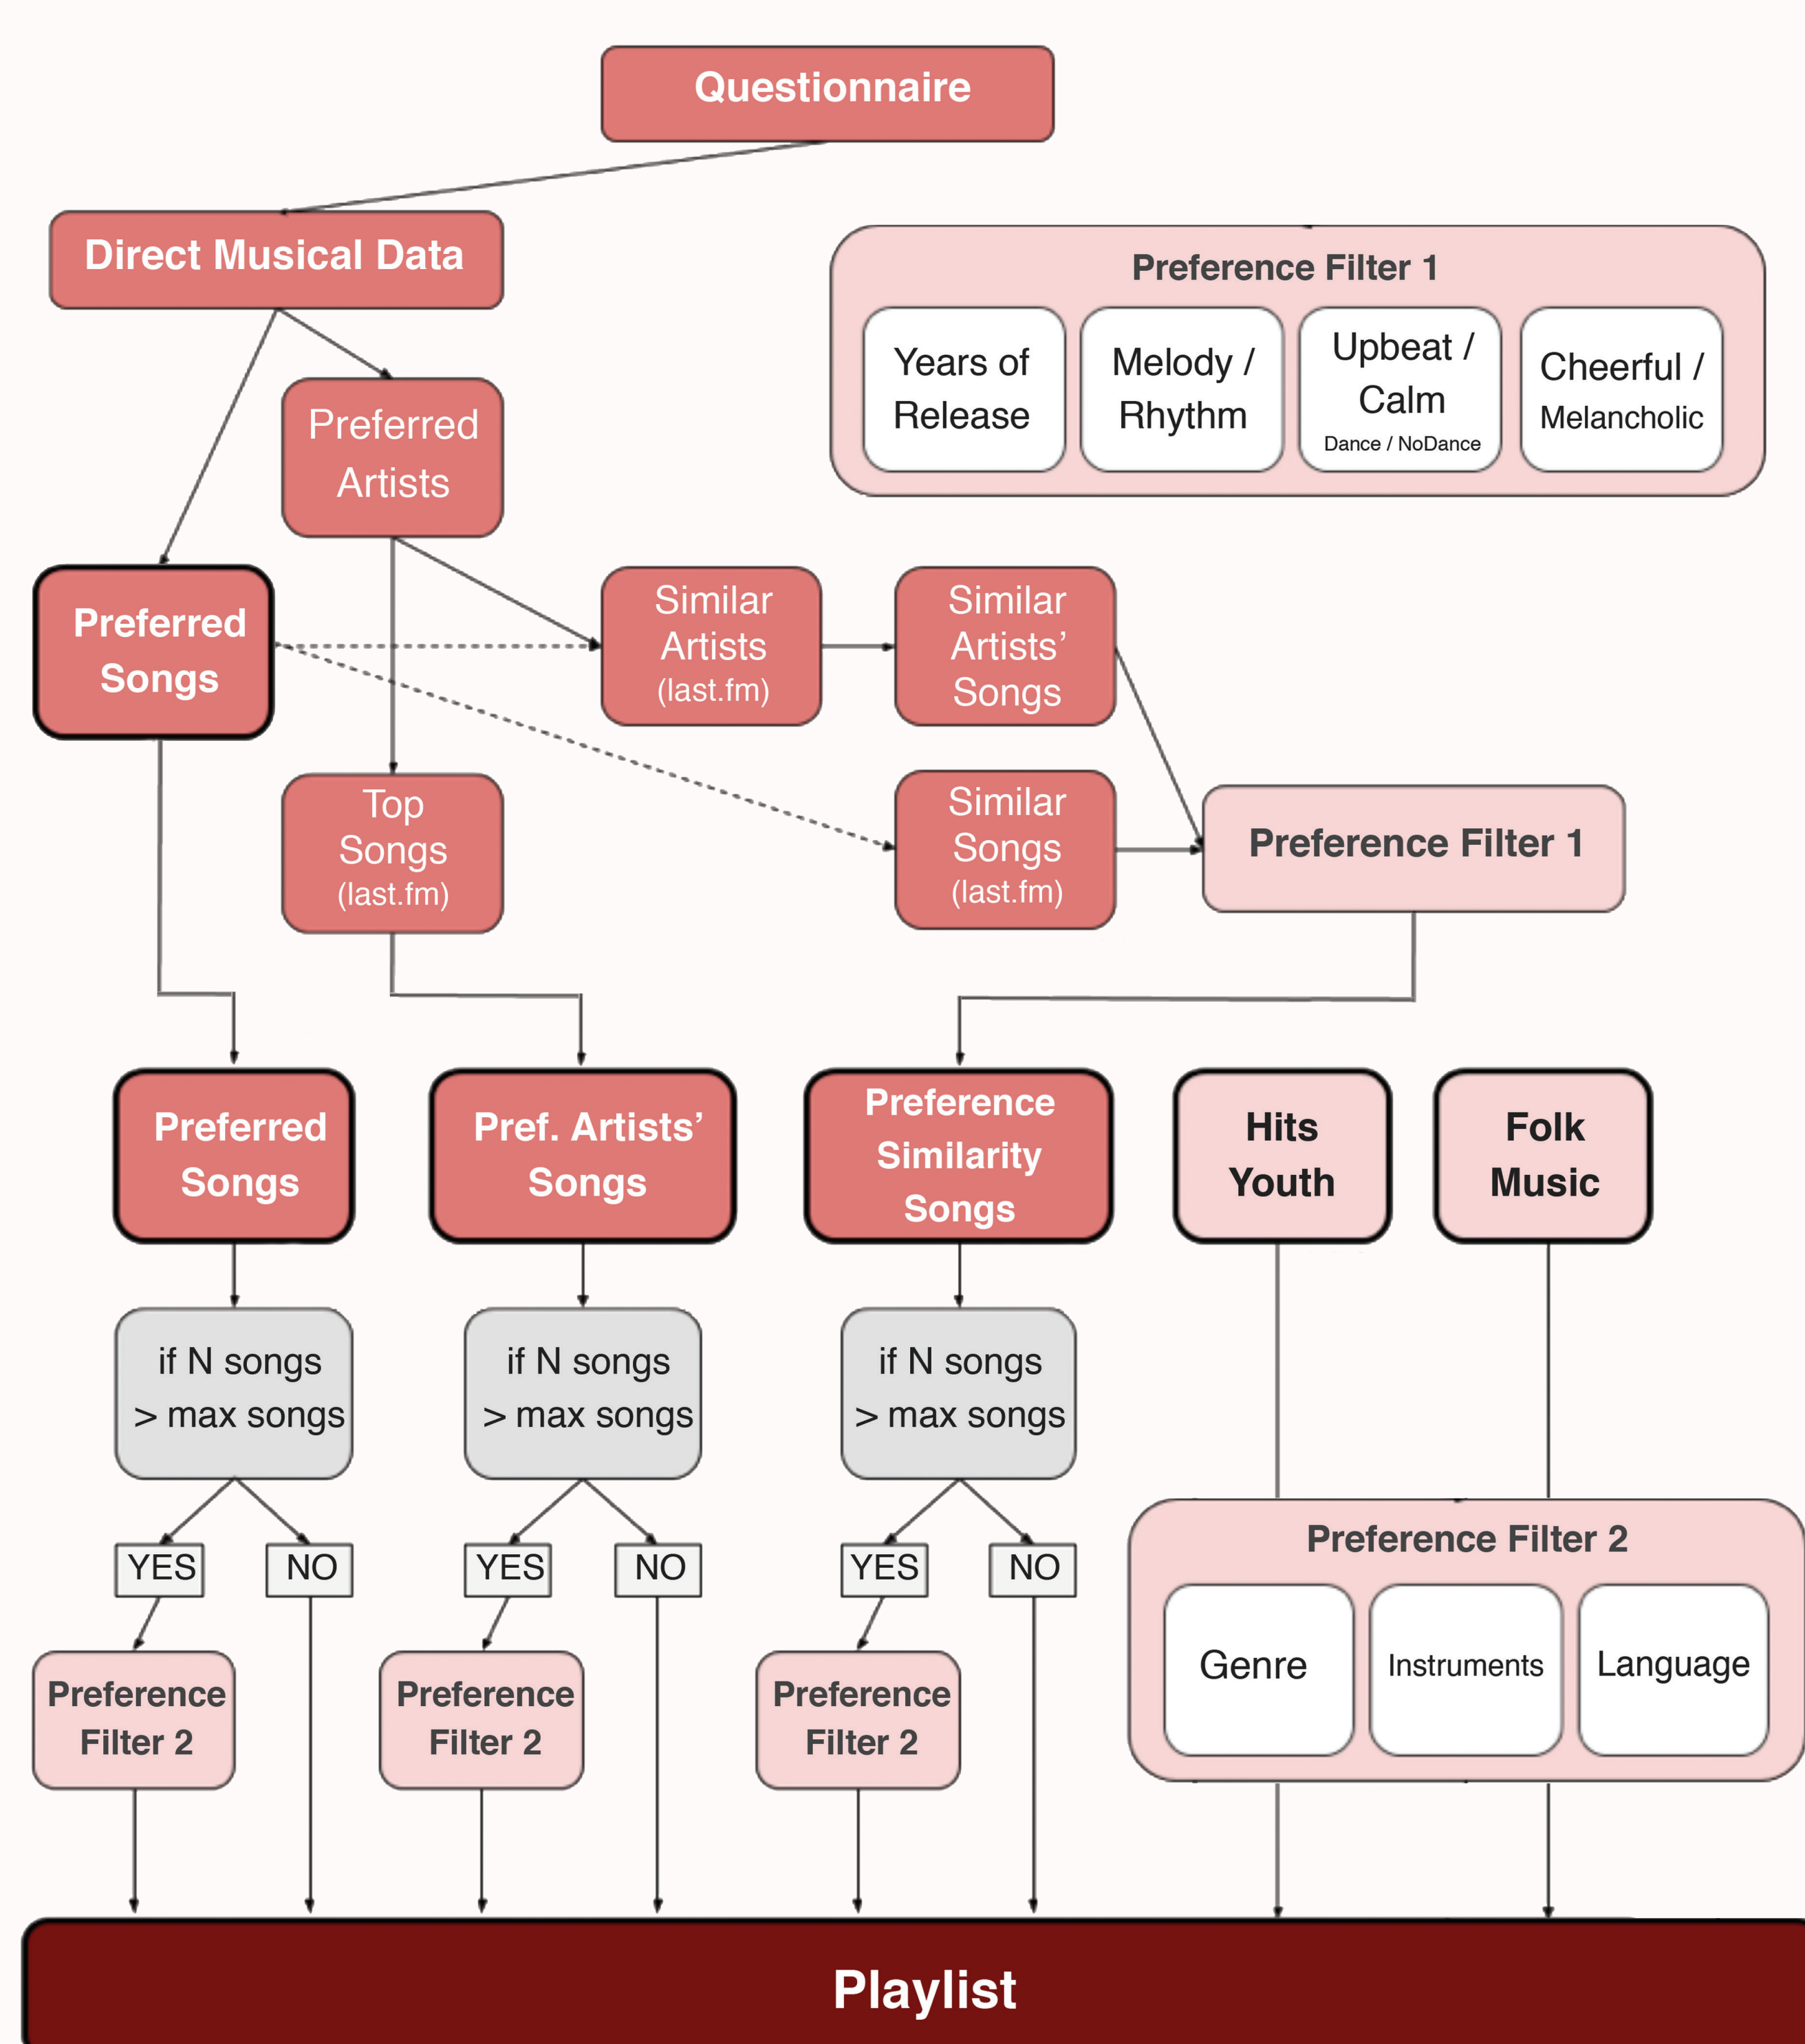 Questionnaire
Direct Musical Data
Preference Filter 1
Years of
Release
Melody /
Rhythm
Upbeat /
Calm
Dance / NoDance
Cheerful /
Melancholic
Preferred
Artists
Preferred
Songs
Similar
Artists
(last.fm)
Similar
Artists’
Songs
Top
Songs
(last.fm)
Similar
Songs
(last.fm)
Preference Filter 1
Preferred
Songs
Pref. Artists’
Songs
Preference
Similarity
Songs
Hits
Youth
Folk
Music
if N songs
> max songs
if N songs
> max songs
if N songs
> max songs
YES
NO
YES
NO
YES
NO
Preference Filter 2
Genre
Instruments
Language
Preference
Filter 2
Preference
Filter 2
Preference
Filter 2
Playlist